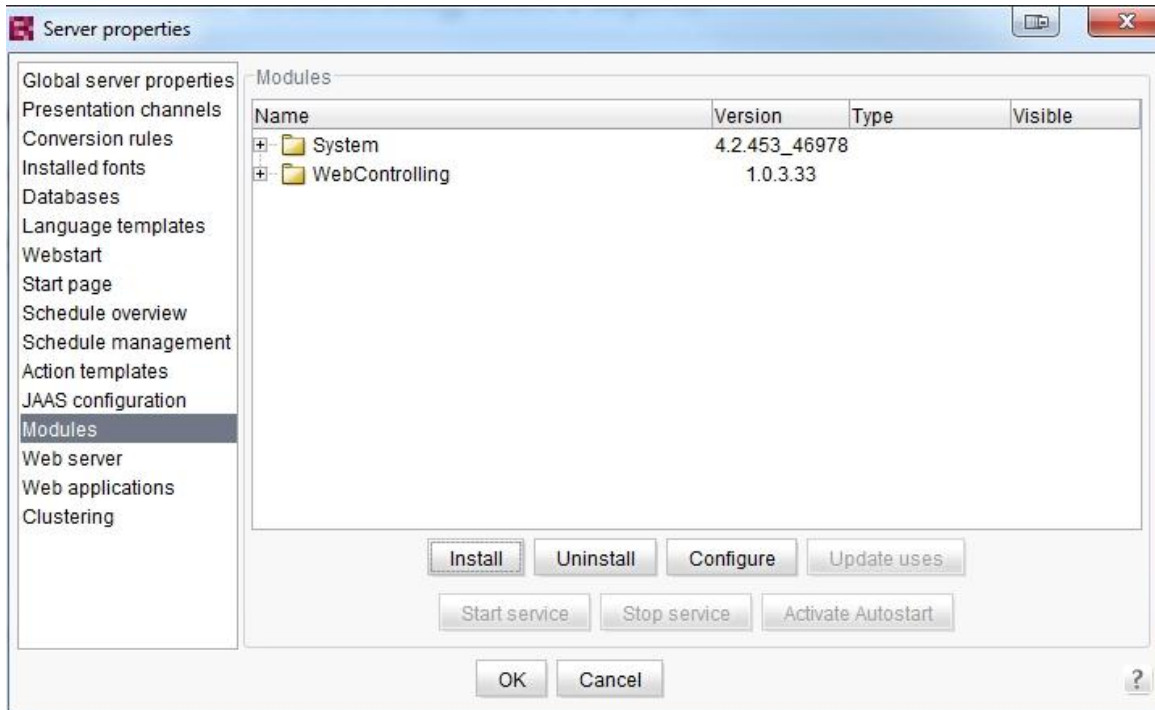 Server properties
Global server properties
Presentation channels
Conversion rules
Installed fonts
Databases
Language templates
Webstart
Start page
Schedule overview
Schedule management
Action templates
JAAS configuration
Modules
Web server
Web applications
Clustering
Modules
Name Version Type Visible
System 4.2.453_46978
WebControlling 1.0.3.33
Install Uninstall Configure Update uses
Start service Stop service Activate Autostart
OK Cancel ?